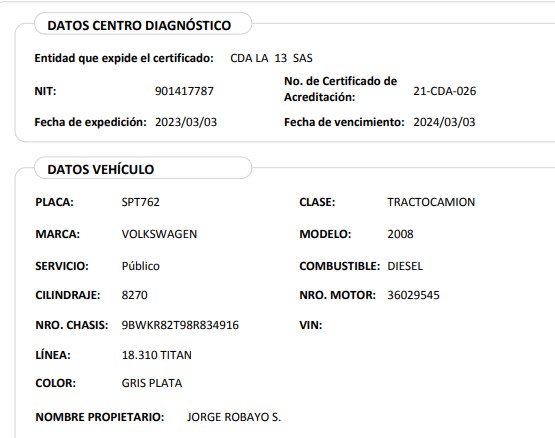 DATOS CENTRO DIAGNÓSTICO
Entidad que expide el certificado: CDA LA 13 SAS
NIT: 901417787 No. de Certificado de Acreditación: 21-CDA-026
Fecha de expedición: 2023/03/03 Fecha de vencimiento: 2024/03/03
DATOS VEHÍCULO
PLACA: SPT762 CLASE: TRACTOCAMION
MARCA: VOLKSWAGEN MODELO: 2008
SERVICIO: Público COMBUSTIBLE: DIESEL
CILINDRAJE: 8270 NRO. MOTOR: 36029545
NRO. CHASIS: 9BWKR82T98R834916 VIN:
LÍNEA: 18.310 TITAN
COLOR: GRIS PLATA
NOMBRE PROPIETARIO: JORGE ROBAYO S.